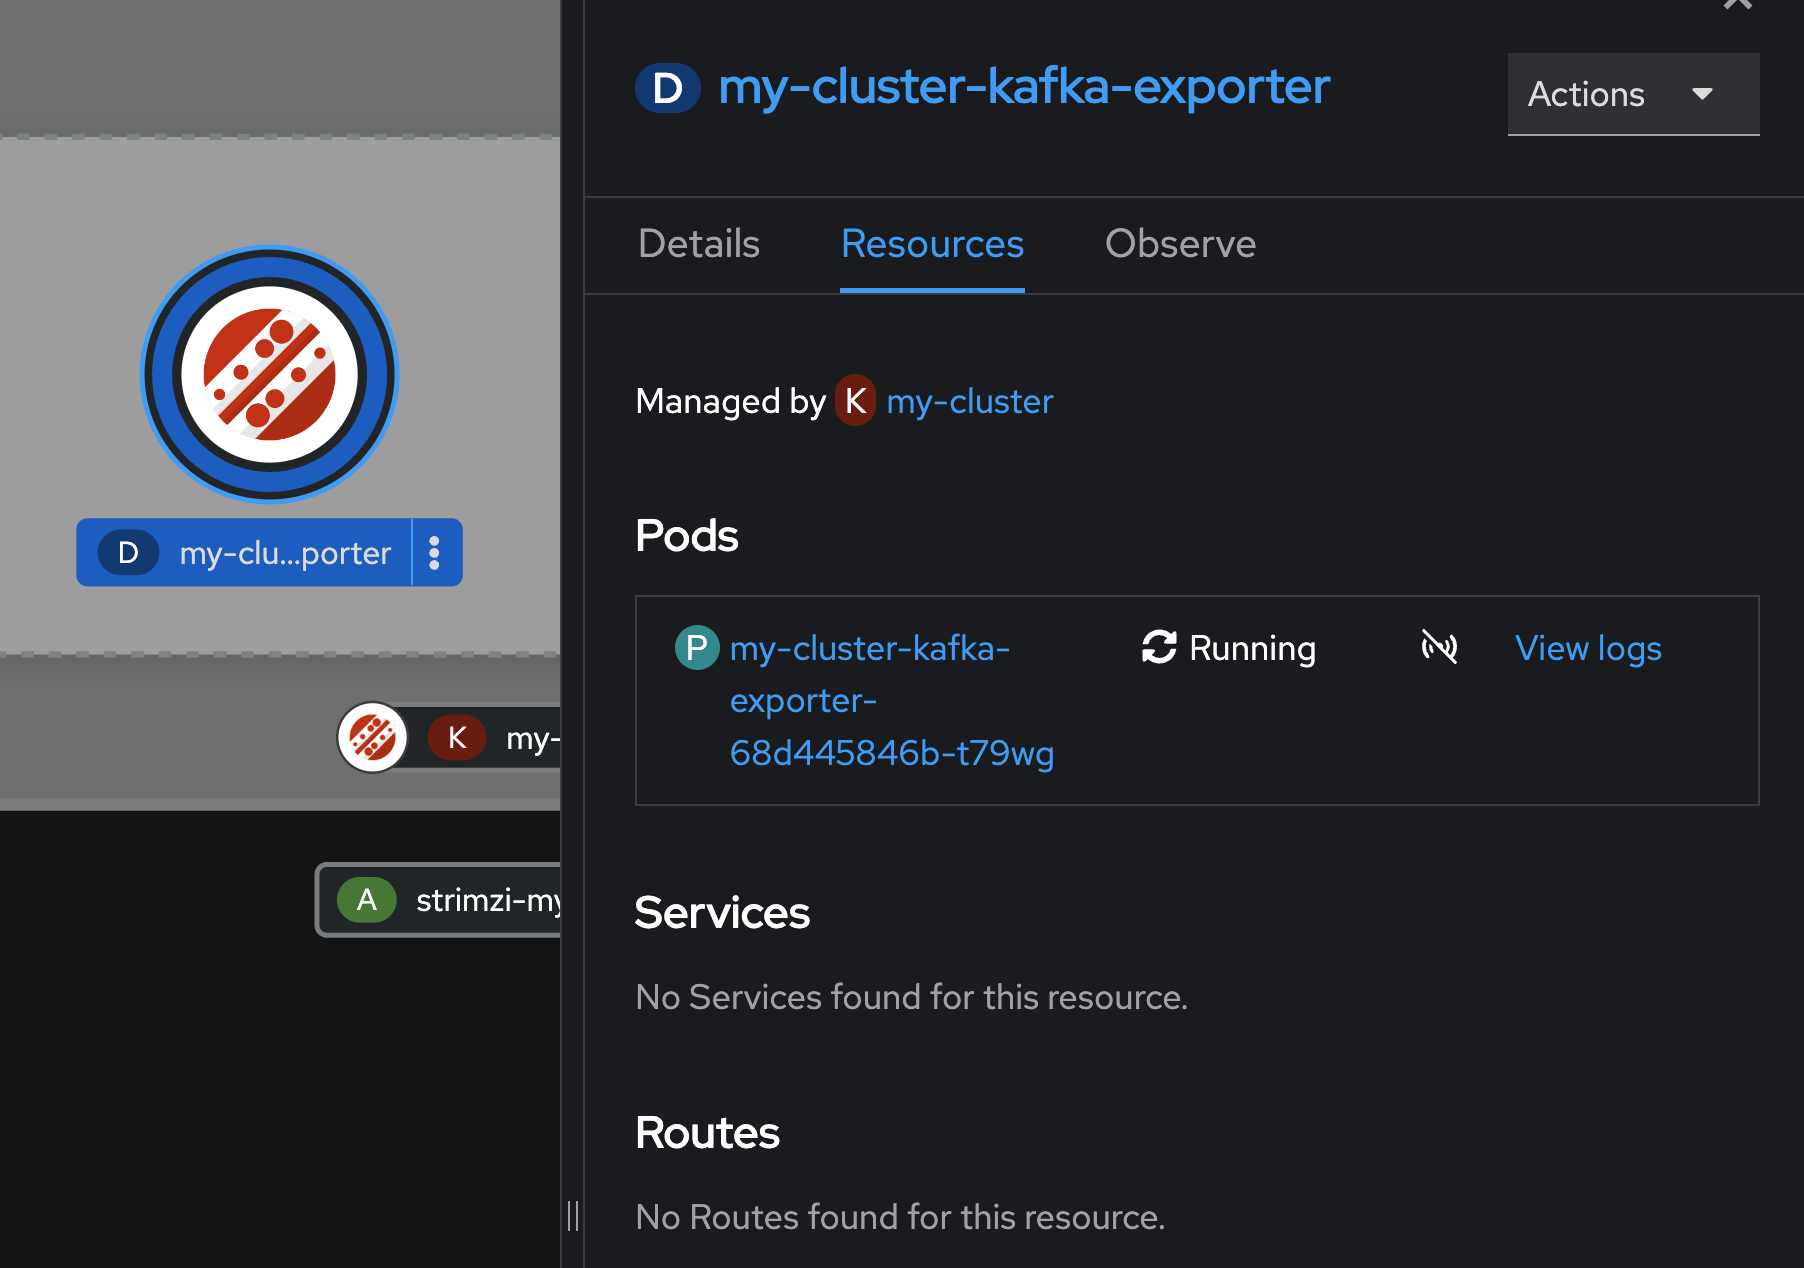 D my-cluster-kafka-exporter
Actions
Details Resources Observe
Managed by K my-cluster
Pods
P my-cluster-kafka-
exporter-
68d445846b-t79wg
Running
View logs
Services
No Services found for this resource.
Routes
No Routes found for this resource.
D my-clu...porter
K my-
A strimzi-my